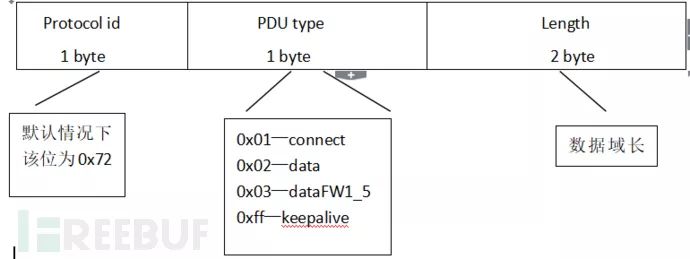 Protocol id
PDU type
Length
1 byte
1 byte
2 byte
默认情况下
该位为0x72
0x01—connect
0x02—data
0x03—dataFW1_5
0xff—keepalive
数据域长
FREEBUF